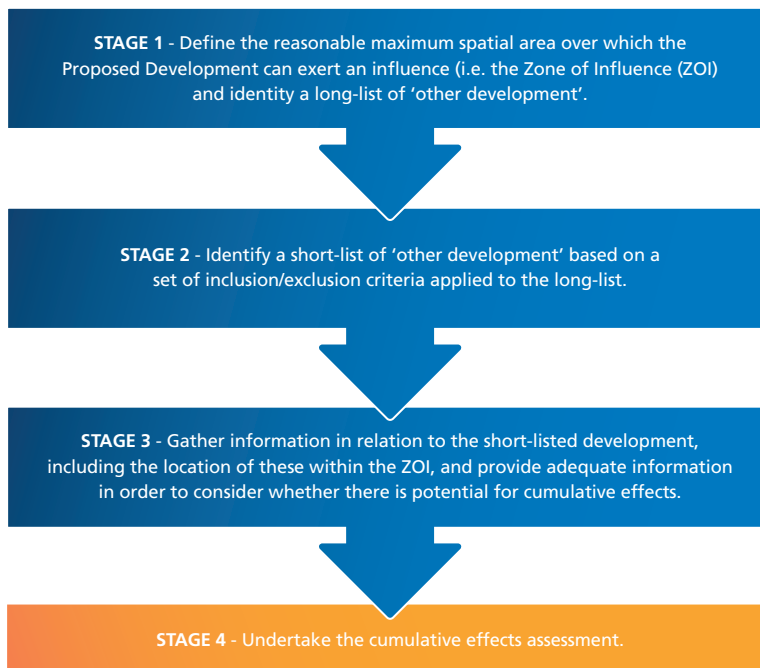 STAGE 1 - Define the reasonable maximum spatial area over which the
Proposed Development can exert an influence (i.e. the Zone of Influence (ZOI)
and identity a long-list of ‘other development’.
STAGE 2 - Identify a short-list of ‘other development’ based on a
set of inclusion/exclusion criteria applied to the long-list.
STAGE 3 - Gather information in relation to the short-listed development,
including the location of these within the ZOI, and provide adequate information
in order to consider whether there is potential for cumulative effects.
STAGE 4 - Undertake the cumulative effects assessment.